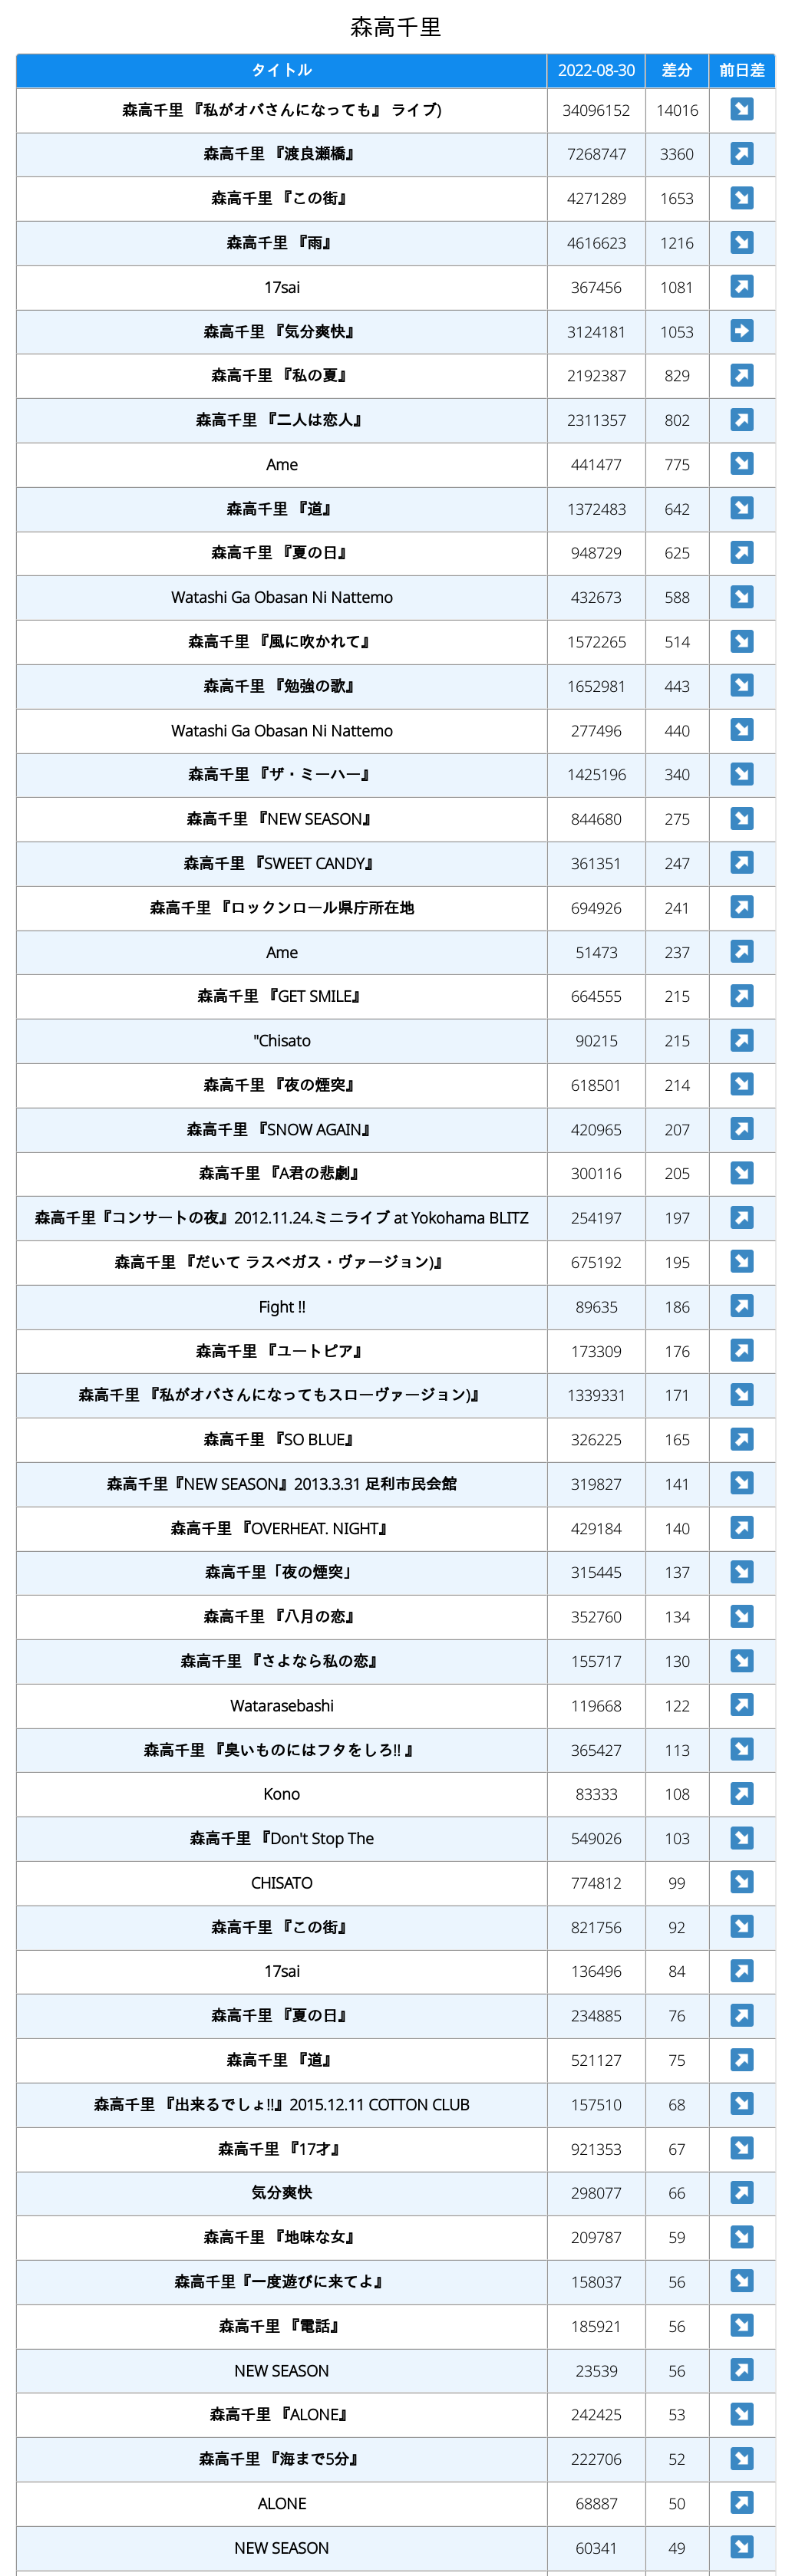 森高千里
タイトル 2022-08-30 差分 前日差
森高千里 『私がオバさんになっても』 ライブ) 34096152 14016 ↘
森高千里 『渡良瀬橋』 7268747 3360 ↗
森高千里 『この街』 4271289 1653 ↘
森高千里 『雨』 4616623 1216 ↘
17sai 367456 1081 ↗
森高千里 『気分爽快』 3124181 1053 ➡
森高千里 『私の夏』 2192387 829 ↗
森高千里 『二人は恋人』 2311357 802 ↗
Ame 441477 775 ↘
森高千里 『道』 1372483 642 ↘
森高千里 『夏の日』 948729 625 ↗
Watashi Ga Obasan Ni Nattemo 432673 588 ↘
森高千里 『風に吹かれて』 1572265 514 ↘
森高千里 『勉強の歌』 1652981 443 ↘
Watashi Ga Obasan Ni Nattemo 277496 440 ↘
森高千里 『ザ・ミーハー』 1425196 340 ↘
森高千里 『NEW SEASON』 844680 275 ↘
森高千里 『SWEET CANDY』 361351 247 ↗
森高千里 『ロックンロール県庁所在地 694926 241 ↗
Ame 51473 237 ↗
森高千里 『GET SMILE』 664555 215 ↗
"Chisato 90215 215 ↗
森高千里 『夜の煙突』 618501 214 ↘
森高千里 『SNOW AGAIN』 420965 207 ↗
森高千里 『A君の悲劇』 300116 205 ↘
森高千里『コンサートの夜』2012.11.24.ミニライブ at Yokohama BLITZ 254197 197 ↗
森高千里 『だいて ラスベガス・ヴァージョン)』 675192 195 ↘
Fight !! 89635 186 ↗
森高千里 『ユートピア』 173309 176 ↗
森高千里 『私がオバさんになってもスローヴァージョン)』 1339331 171 ↘
森高千里 『SO BLUE』 326225 165 ↗
森高千里『NEW SEASON』2013.3.31 足利市民会館 319827 141 ↘
森高千里 『OVERHEAT. NIGHT』 429184 140 ↗
森高千里「夜の煙突」 315445 137 ↘
森高千里 『八月の恋』 352760 134 ↘
森高千里 『さよなら私の恋』 155717 130 ↘
Watarasebashi 119668 122 ↗
森高千里 『臭いものにはフタをしろ!! 』 365427 113 ↘
Kono 83333 108 ↗
森高千里 『Don't Stop The 549026 103 ↘
CHISATO 774812 99 ↘
森高千里 『この街』 821756 92 ↘
17sai 136496 84 ↗
森高千里 『夏の日』 234885 76 ↗
森高千里 『道』 521127 75 ↗
森高千里 『出来るでしょ!!』2015.12.11 COTTON CLUB 157510 68 ↘
森高千里 『17才』 921353 67 ↘
気分爽快 298077 66 ↗
森高千里 『地味な女』 209787 59 ↘
森高千里『一度遊びに来てよ』 158037 56 ↘
森高千里 『電話』 185921 56 ↘
NEW SEASON 23539 56 ↗
森高千里 『ALONE』 242425 53 ↘
森高千里 『海まで5分』 222706 52 ↘
ALONE 68887 50 ↗
NEW SEASON 60341 49 ↘